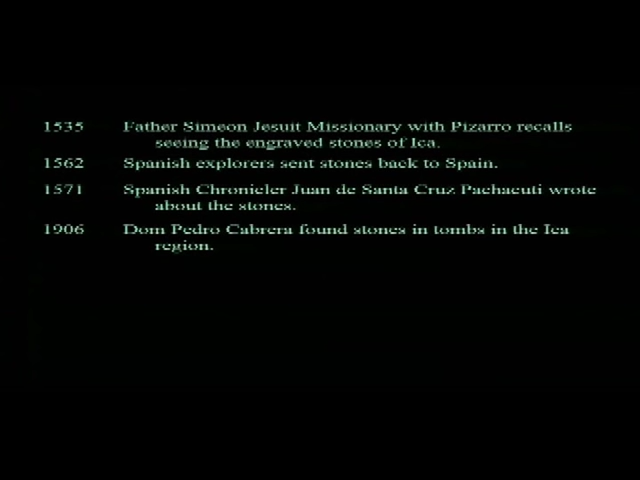 1535 Father Simeon Jesuit Missionary with Pizarro recalls
seeing the engraved stones of Ica.
1562 Spanish explorers sent stones back to Spain.
1571 Spanish Chronicler Juan de Santa Cruz Pachacuti wrote
about the stones.
1906 Dom Pedro Cabrera found stones in tombs in the Ica
region.